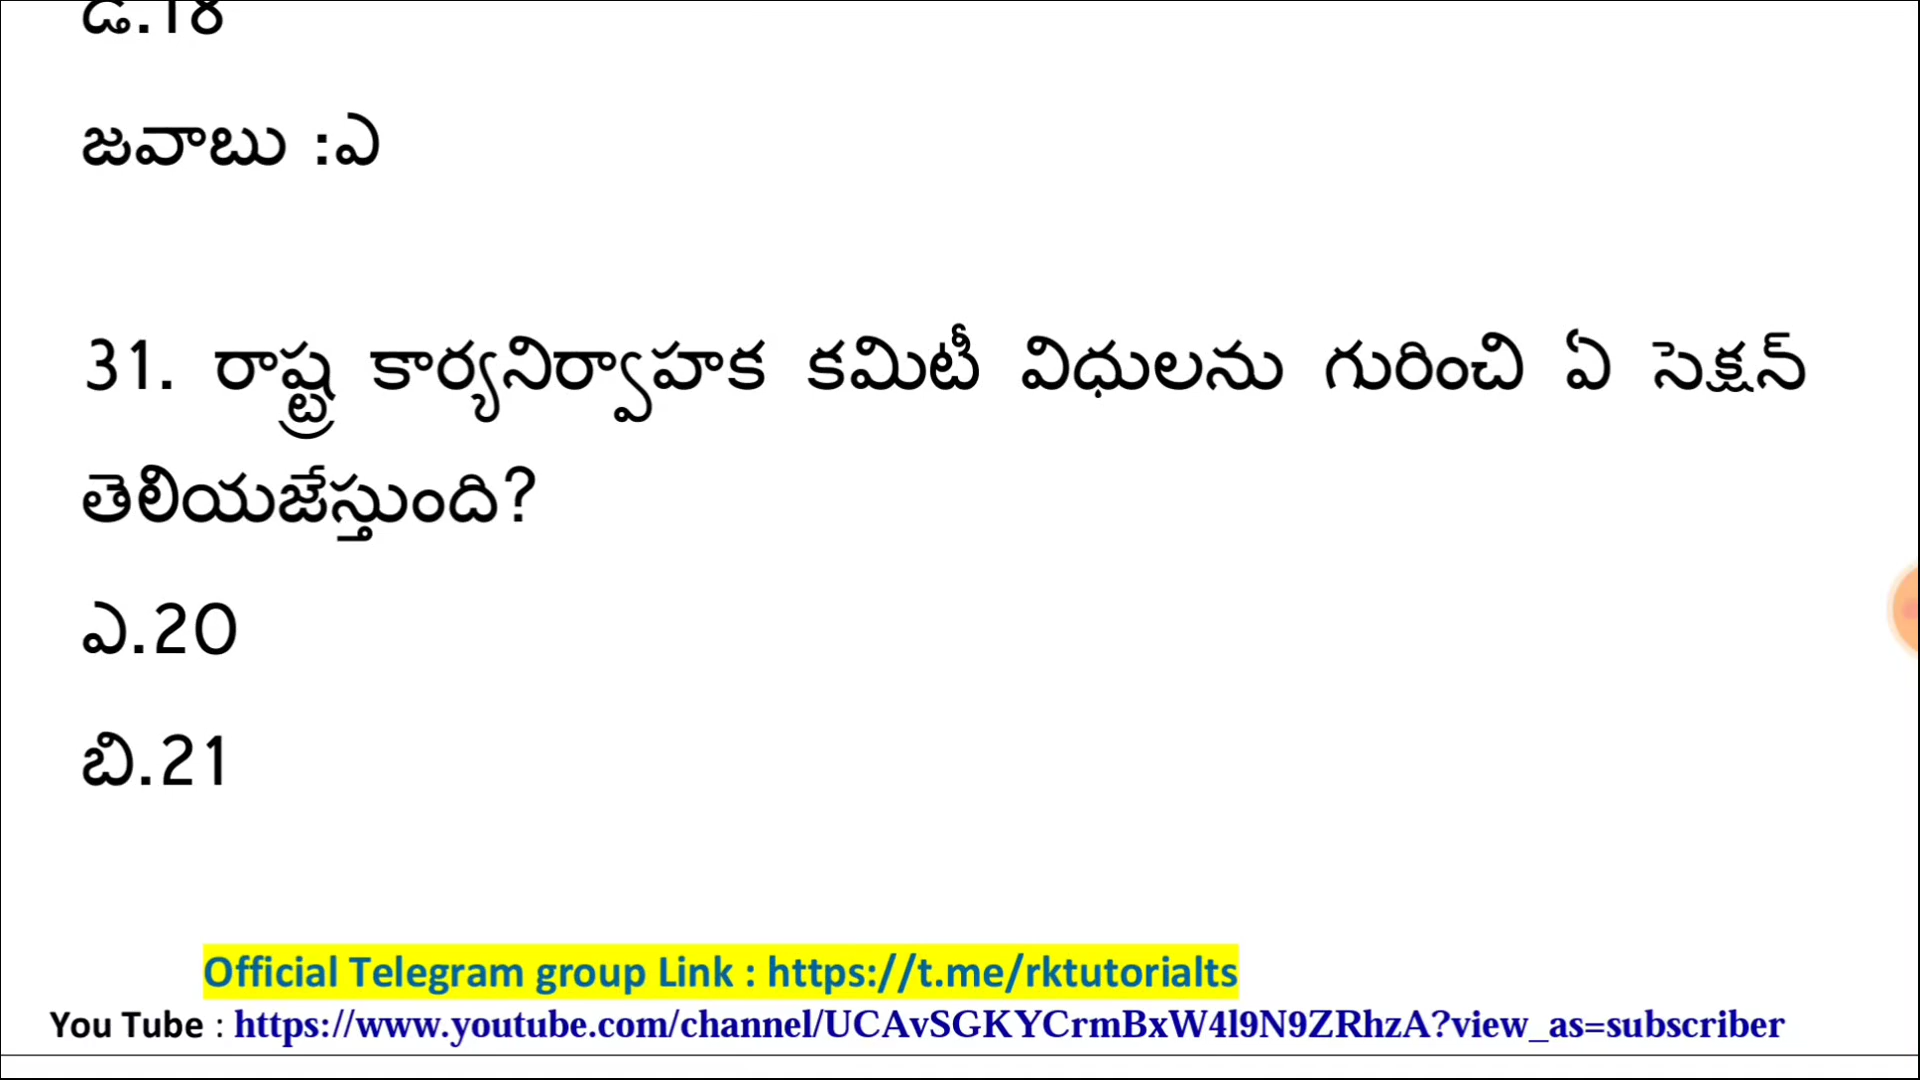 డి.18
జవాబు :ఎ
31. రాష్ట్ర కార్యనిర్వాహక కమిటీ విధులను గురించి ఏ సెక్షన్
తెలియజేస్తుంది?
ఎ.20
బి.21
Official Telegram group Link : https://t.me/rktutorialts
You Tube : https://www.youtube.com/channel/UCAvSGKYCrmBxW4l9N9ZRhzA?view_as=subscriber